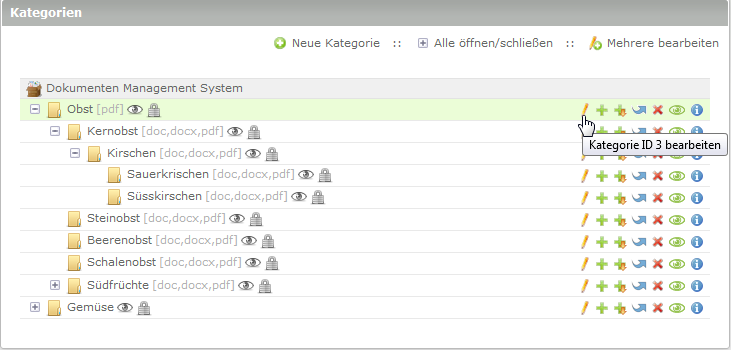 Kategorien
Neue Kategorie :: Alle öffnen/schließen :: Mehrere bearbeiten
Dokumenten Management System
Obst [pdf]
Kernobst [doc,docx,pdf]
Kategorie ID 3 bearbeiten
Kirschen [doc,docx,pdf]
Sauerkrischen [doc,docx,pdf]
Süsskirschen [doc,docx,pdf]
Steinobst [doc,docx,pdf]
Beerenobst [doc,docx,pdf]
Schalenobst [doc,docx,pdf]
Südfrüchte [doc,docx,pdf]
Gemüse